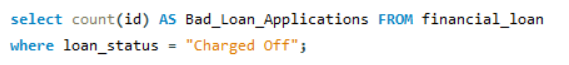 select count(id) AS Bad_Loan_Applications FROM financial_loan
where loan_status = "Charged Off";